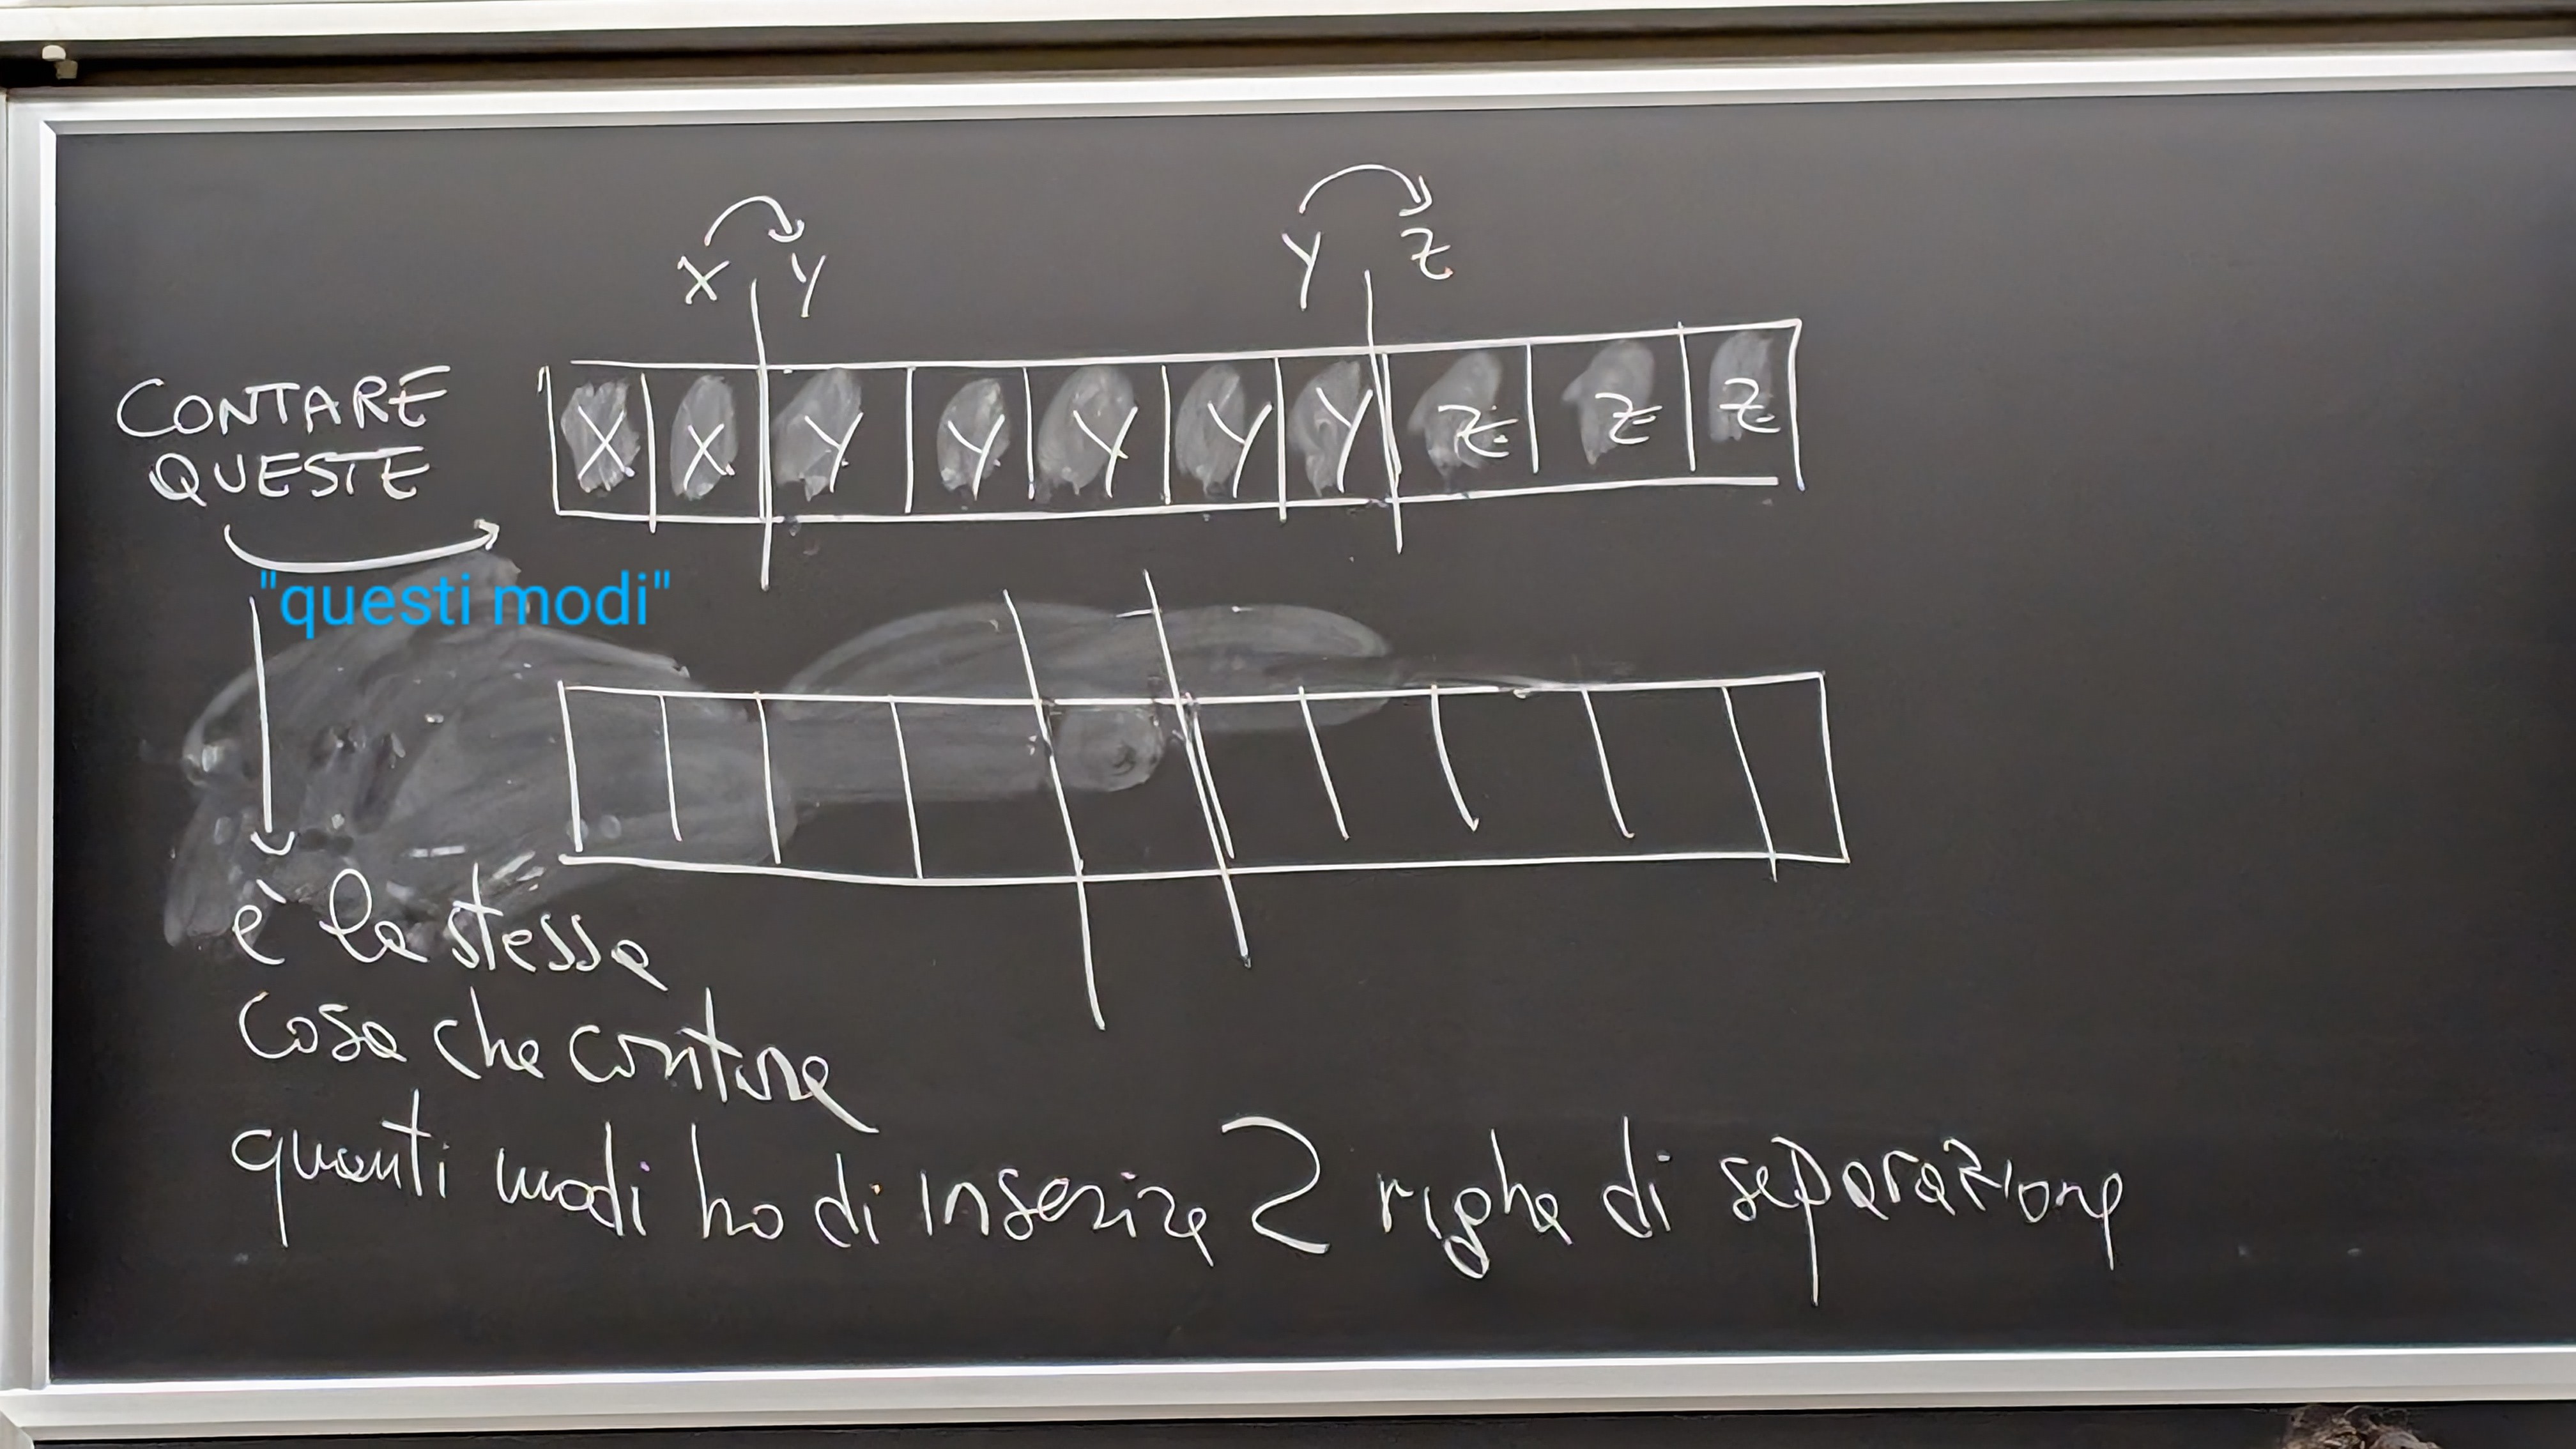 X Y Y Z
CONTARE
QUESTE
X X Y Y Y Y Y Z Z Z
"questi modi"
è la stessa
cosa che contare
quanti modi ho di inserire 2 righe di separazione